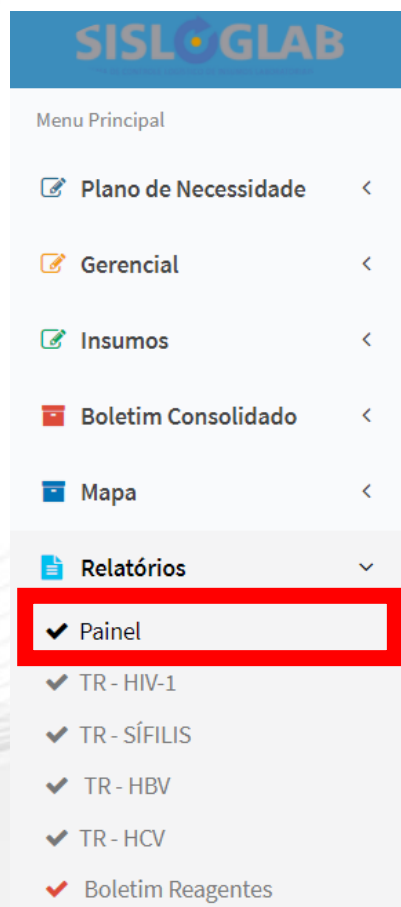 SISLOGLAB
Menu Principal
Plano de Necessidade
Gerencial
Insumos
Boletim Consolidado
Mapa
Relatórios
Painel
TR - HIV-1
TR - SÍFILIS
TR - HBV
TR - HCV
Boletim Reagentes